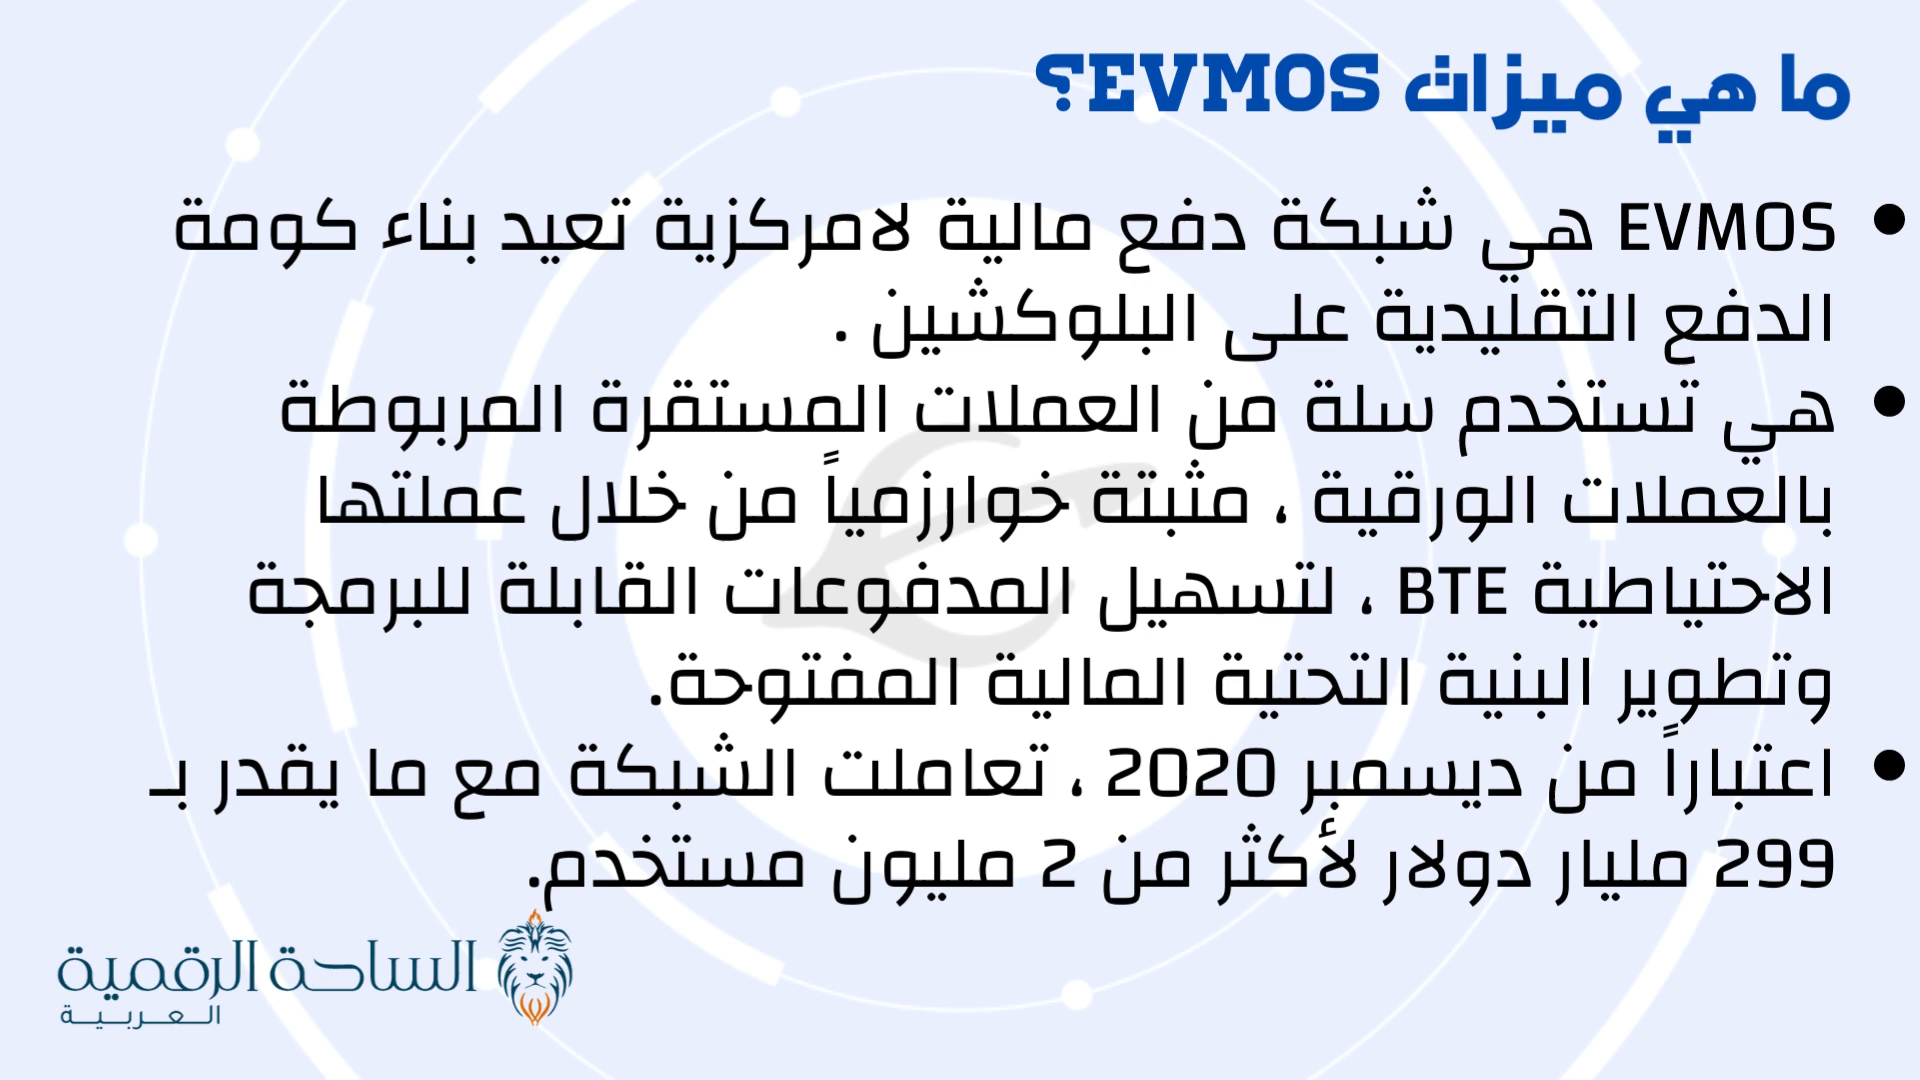 ما هي ميزات EVMOS؟
• EVMOS هي شبكة دفع مالية لامركزية تعيد بناء كومة
الدفع التقليدية على البلوكشين .
• هي تستخدم سلة من العملات المستقرة المربوطة
بالعملات الورقية ، مثبتة خوارزمياً من خلال عملتها
الاحتياطية BTE ، لتسهيل المدفوعات القابلة للبرمجة
وتطوير البنية التحتية المالية المفتوحة.
• اعتباراً من ديسمبر 2020 ، تعاملت الشبكة مع ما يقدر بـ
299 مليار دولار لأكثر من 2 مليون مستخدم.
الساحة الرقمية
العربية